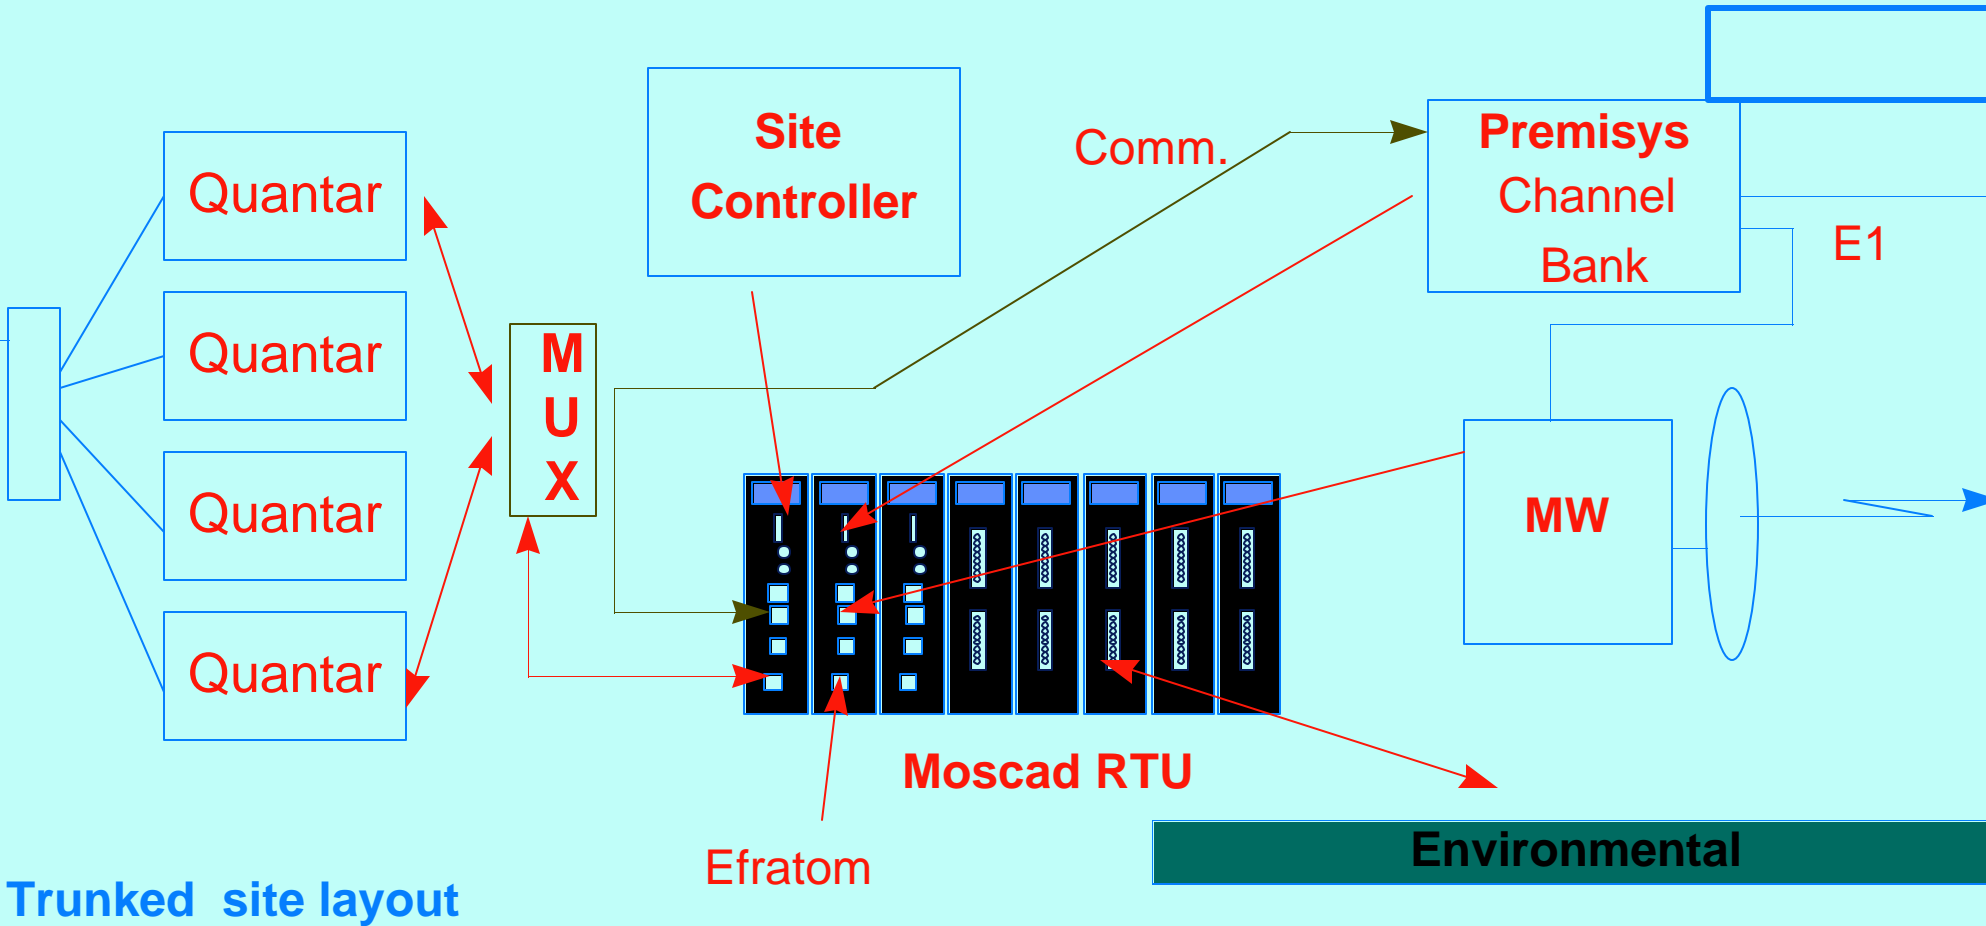 Site
Controller
Comm.
Premisys
Channel
Bank
E1
Quantar
Quantar
Quantar
Quantar
M
U
X
MW
Moscad RTU
Efratom
Environmental
Trunked  site layout